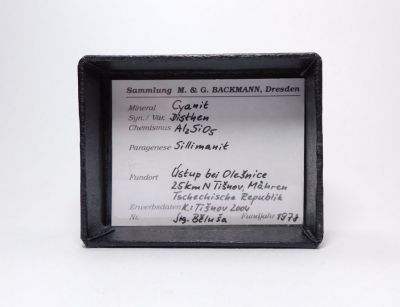 Sammlung M. & G. BACKMANN, Dresden
Mineral Cyanit
Syn./ Var. Disthen
Chemismus Al2SiO5
Paragenese Sillimanit
Fundort Ústup bei Olešnice
25km N Tišnov, Mähren
Tschechische Republik
Erwerbsdaten K: Tišnov 2004
Nr. Slg. Běluša Fundjahr 1978